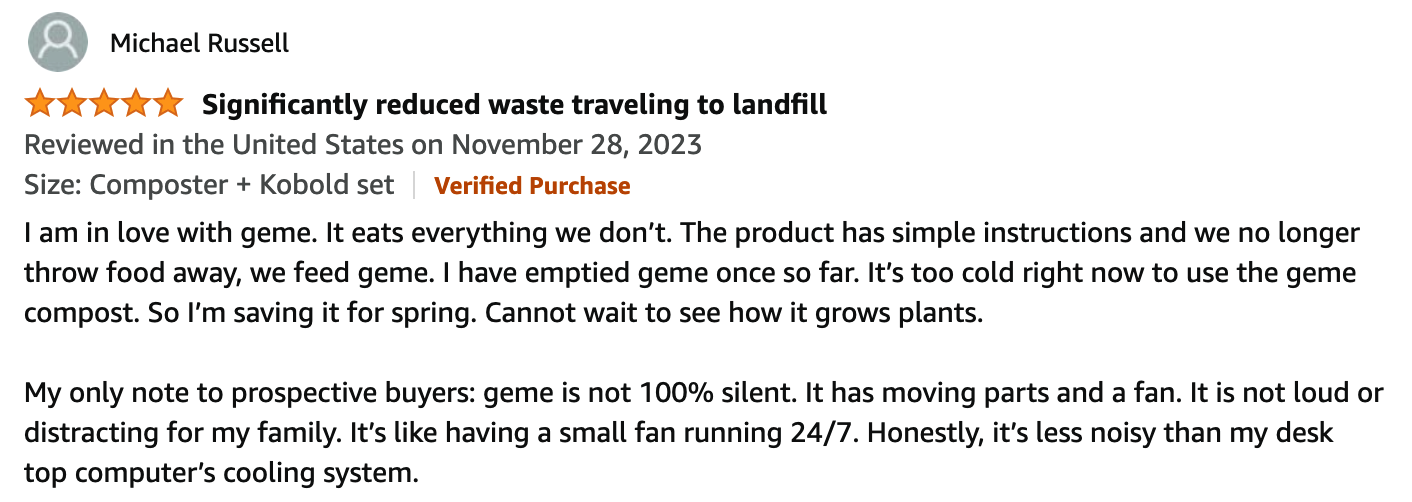 Michael Russell
Significantly reduced waste traveling to landfill
Reviewed in the United States on November 28, 2023
Size: Composter + Kobold set Verified Purchase
I am in love with geme. It eats everything we don’t. The product has simple instructions and we no longer
throw food away, we feed geme. I have emptied geme once so far. It’s too cold right now to use the geme
compost. So I’m saving it for spring. Cannot wait to see how it grows plants.
My only note to prospective buyers: geme is not 100% silent. It has moving parts and a fan. It is not loud or
distracting for my family. It’s like having a small fan running 24/7. Honestly, it’s less noisy than my desk
top computer’s cooling system.